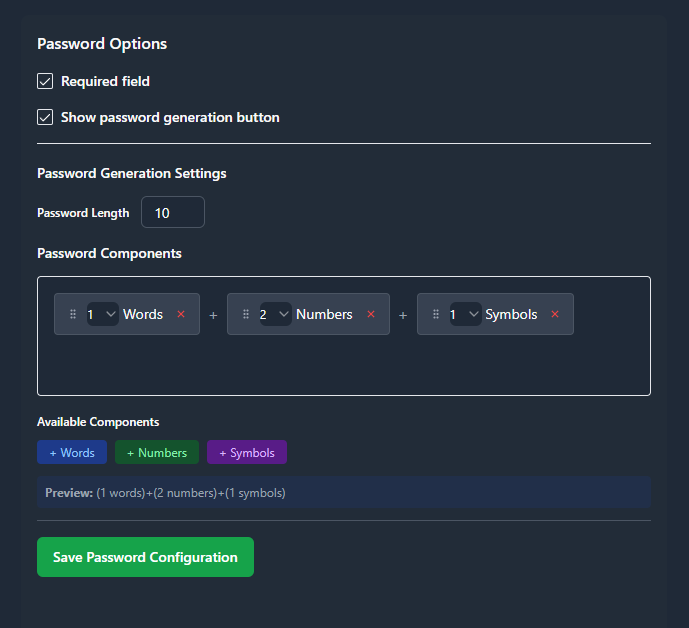 Password Options
Required field
Show password generation button
Password Generation Settings
Password Length 10
Password Components
1 Words × + 2 Numbers × + 1 Symbols ×
Available Components
+ Words + Numbers + Symbols
Preview: (1 words)+(2 numbers)+(1 symbols)
Save Password Configuration